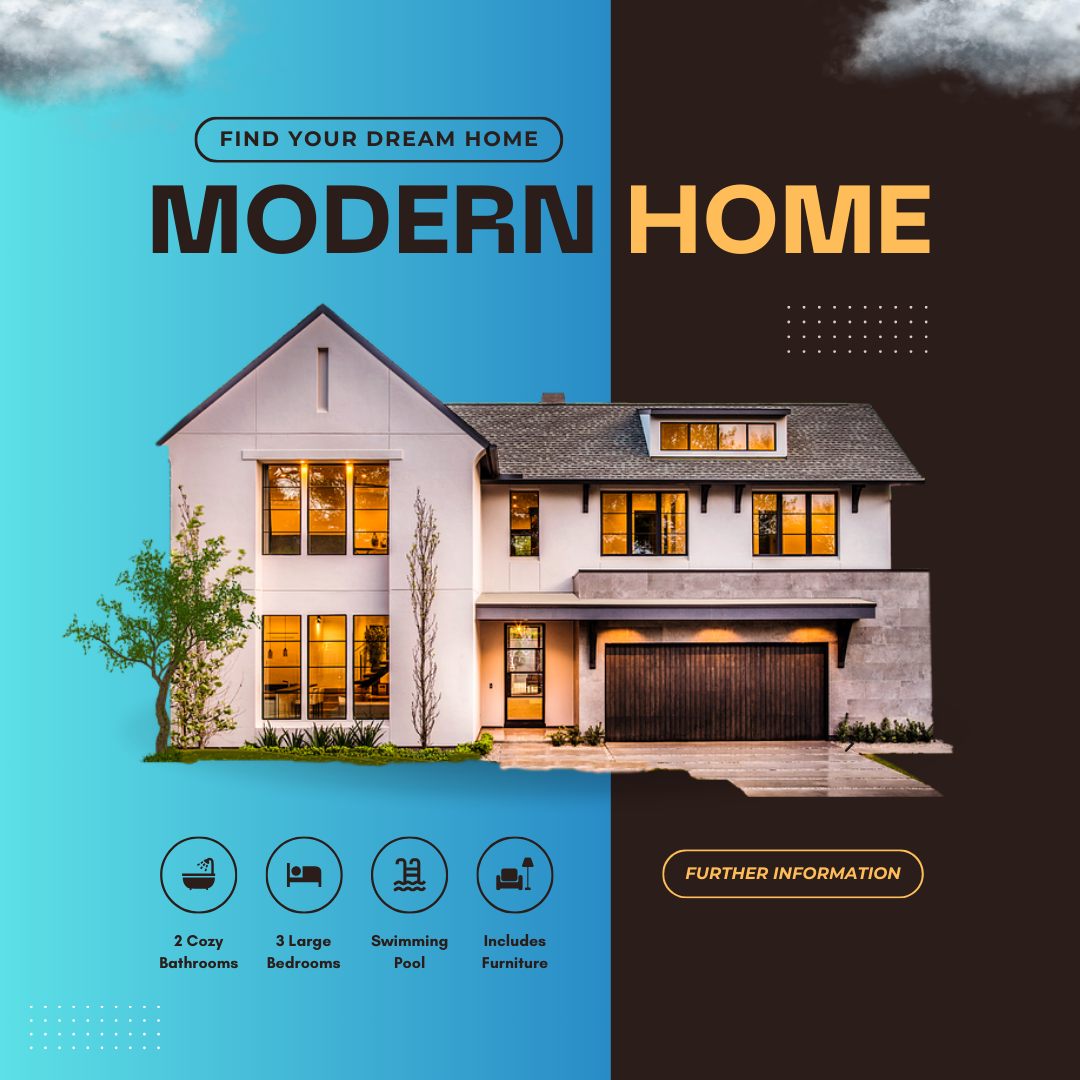 FIND YOUR DREAM HOME
MODERN HOME
FURTHER INFORMATION
2 Cozy
Bathrooms
3 Large
Bedrooms
Swimming
Pool
Includes
Furniture